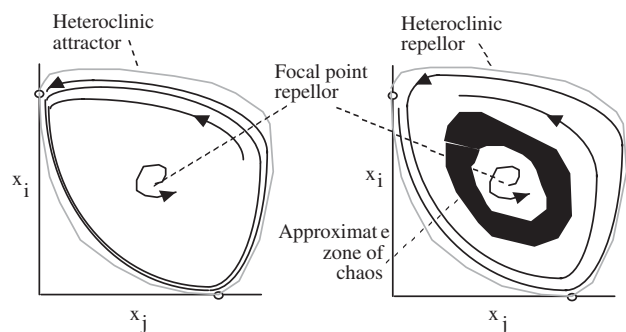 Heteroclinic
attractor
Heteroclinic
repellor
Focal point
repellor
x i
x i
Approximat e
zone of
chaos
x j
x j